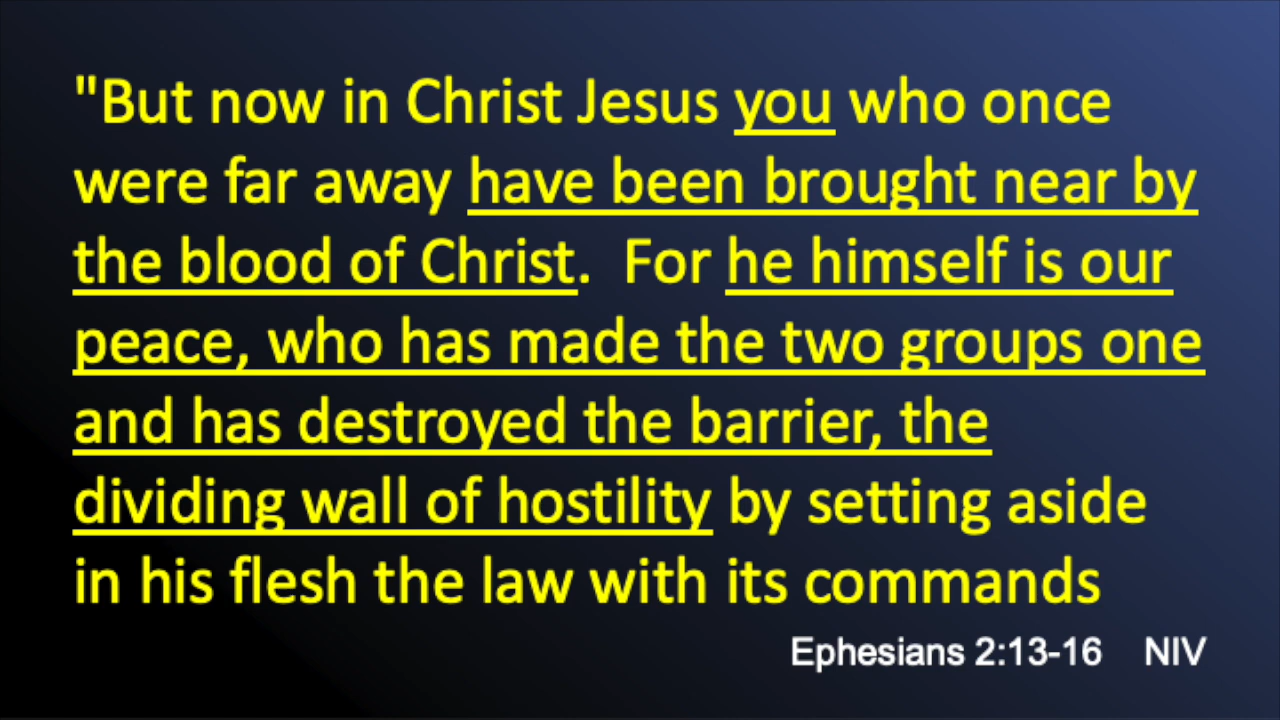 "But now in Christ Jesus you who once
were far away have been brought near by
the blood of Christ.  For he himself is our
peace, who has made the two groups one
and has destroyed the barrier, the
dividing wall of hostility by setting aside
in his flesh the law with its commands
Ephesians 2:13-16    NIV